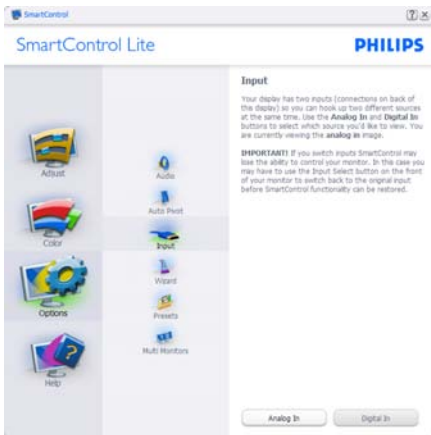 SmartControl
SmartControl Lite
PHILIPS
Adjust
Color
Options
Help
Audio
Auto Pivot
Input
Wizard
Presets
Multi Monitors
Input
Your display has two inputs (connections on back of
the display) so you can hook up two different sources
at the same time. Use the Analog In and Digital In
buttons to select which source you'd like to view. You
are currently viewing the analog in image.
IMPORTANT! If you switch inputs SmartControl may
lose the ability to control your monitor. In this case you
may have to use the Input Select button on the front
of your monitor to switch back to the original input
before SmartControl functionality can be restored.
Analog In
Digital In